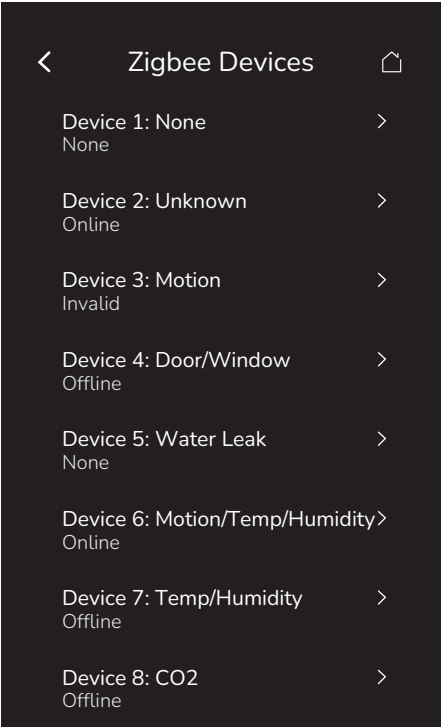 Zigbee Devices
Device 1: None
None
Device 2: Unknown
Online
Device 3: Motion
Invalid
Device 4: Door/Window
Offline
Device 5: Water Leak
None
Device 6: Motion/Temp/Humidity
Online
Device 7: Temp/Humidity
Offline
Device 8: CO2
Offline